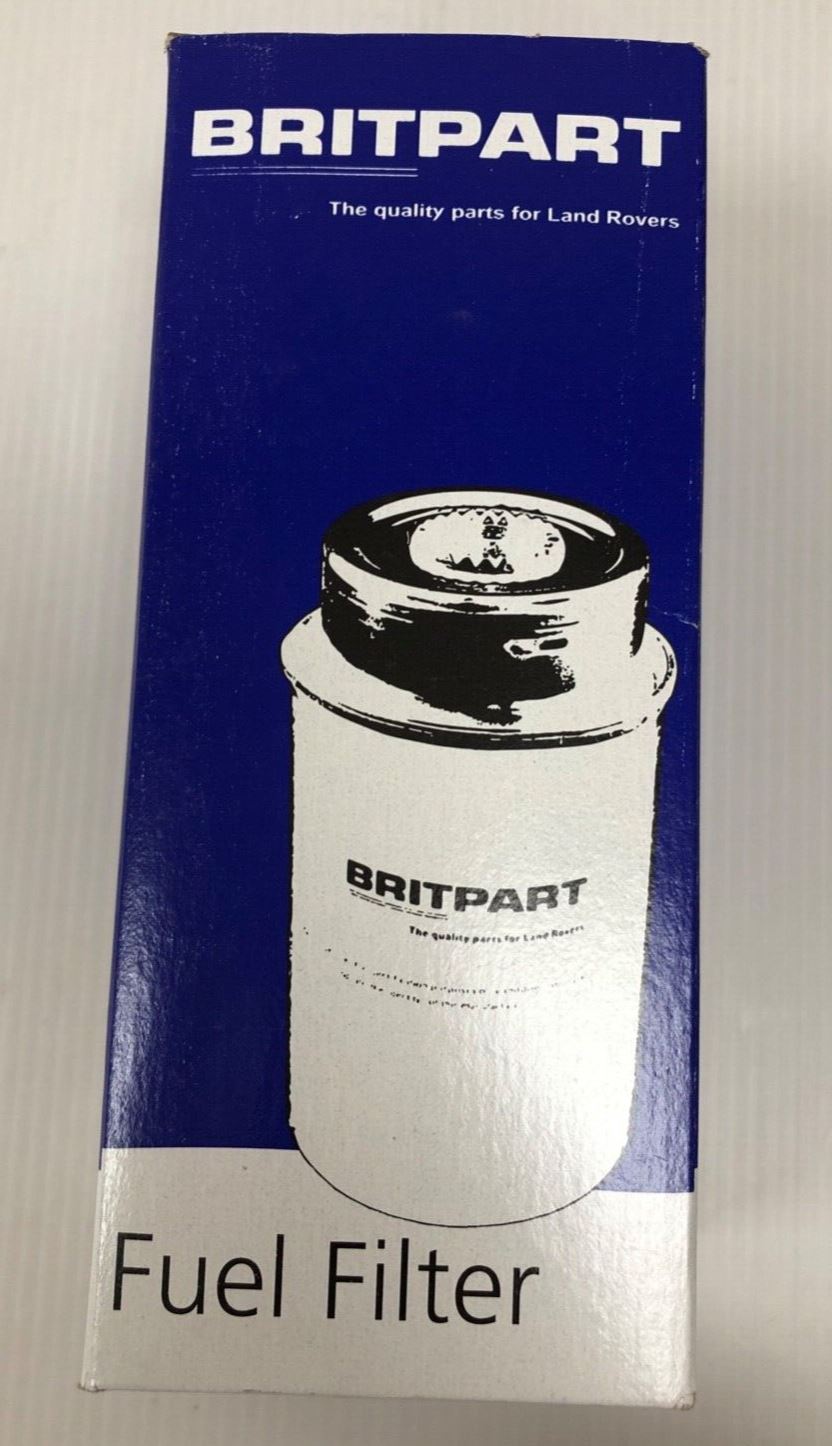 BRITPART
The quality parts for Land Rovers
BRITPART
The quality parts for Land Rovers
Fuel Filter